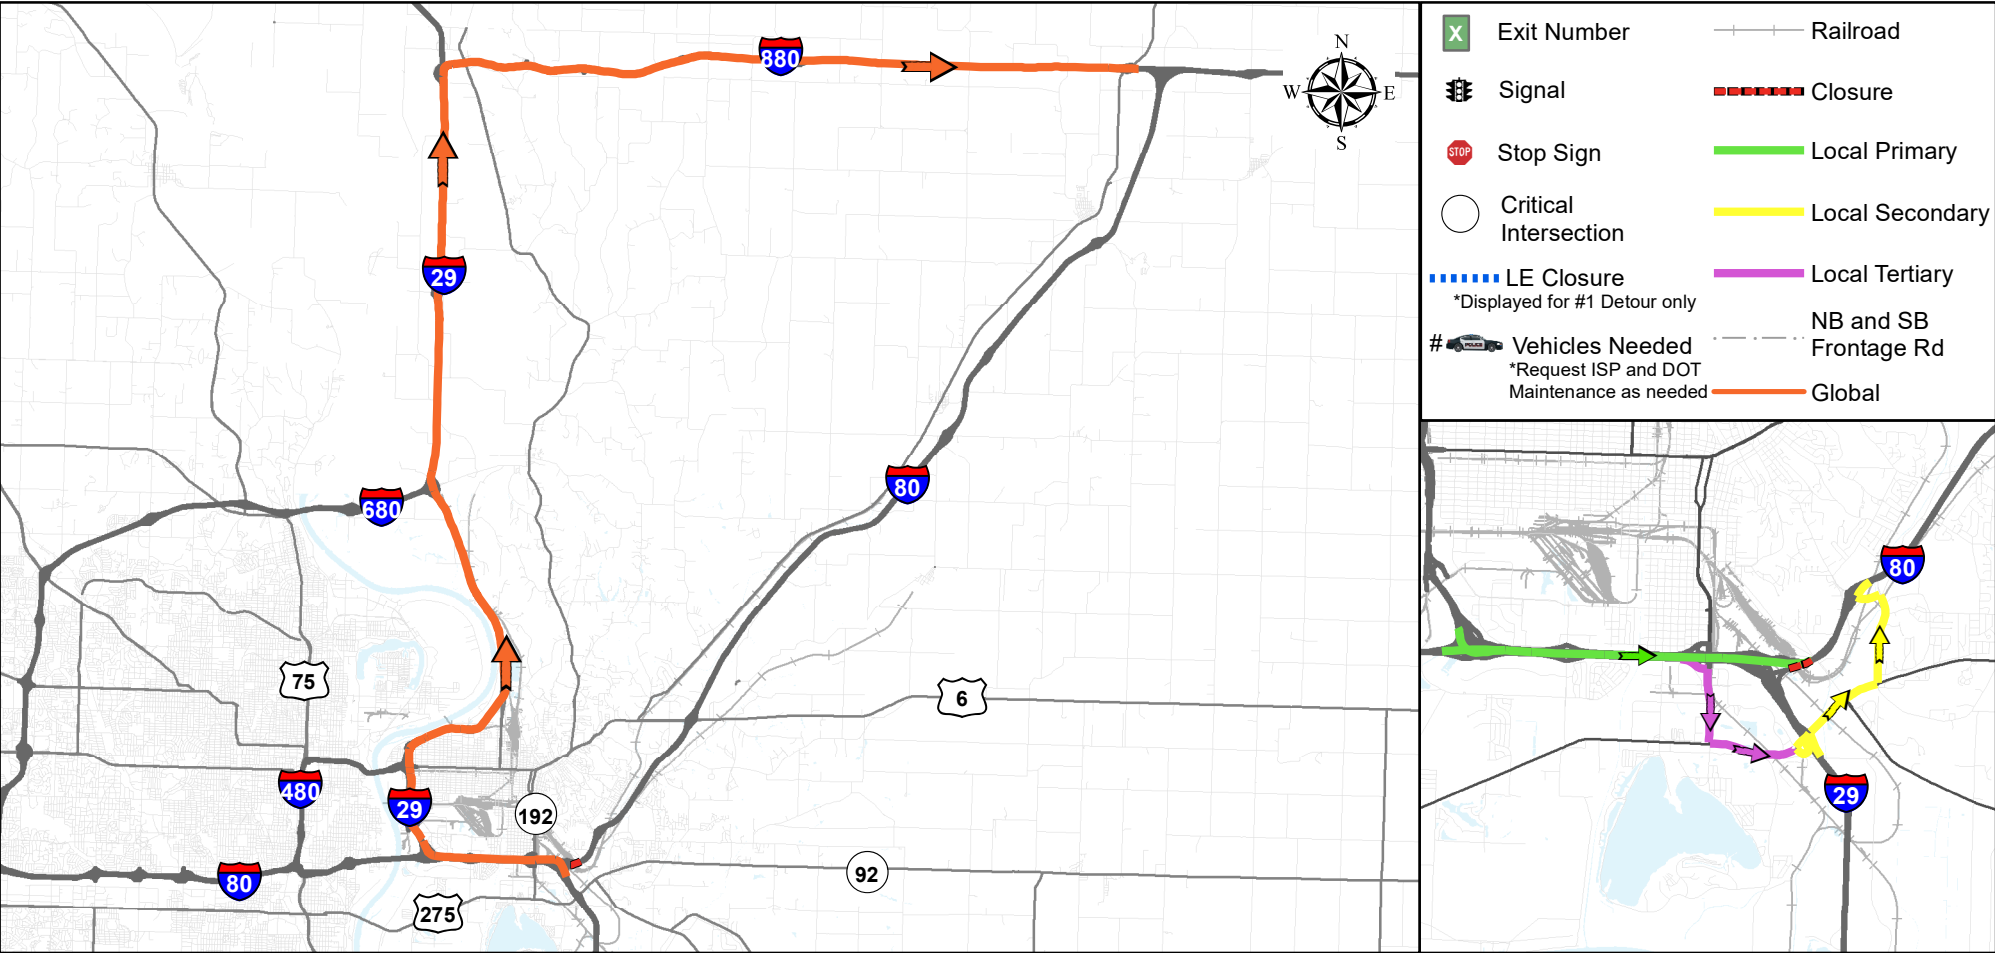 880
N
W
E
S
29
680
80
75
6
480
29
192
80
92
275
X
Exit Number
Railroad
Signal
Closure
STOP
Stop Sign
Local Primary
Critical
Intersection
Local Secondary
LE Closure
*Displayed for #1 Detour only
Local Tertiary
#
POLICE
Vehicles Needed
*Request ISP and DOT
Maintenance as needed
NB and SB
Frontage Rd
Global
80
29